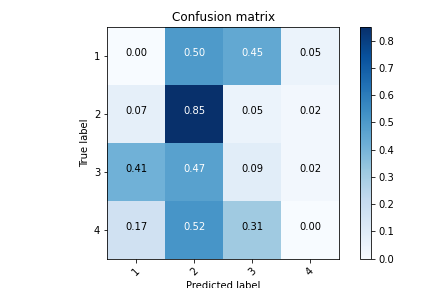 Confusion matrix
1 0.00 0.50 0.45 0.05
2 0.07 0.85 0.05 0.02
3 0.41 0.47 0.09 0.02
4 0.17 0.52 0.31 0.00
1 2 3 4
True label
Predicted label
0.8
0.7
0.6
0.5
0.4
0.3
0.2
0.1
0.0